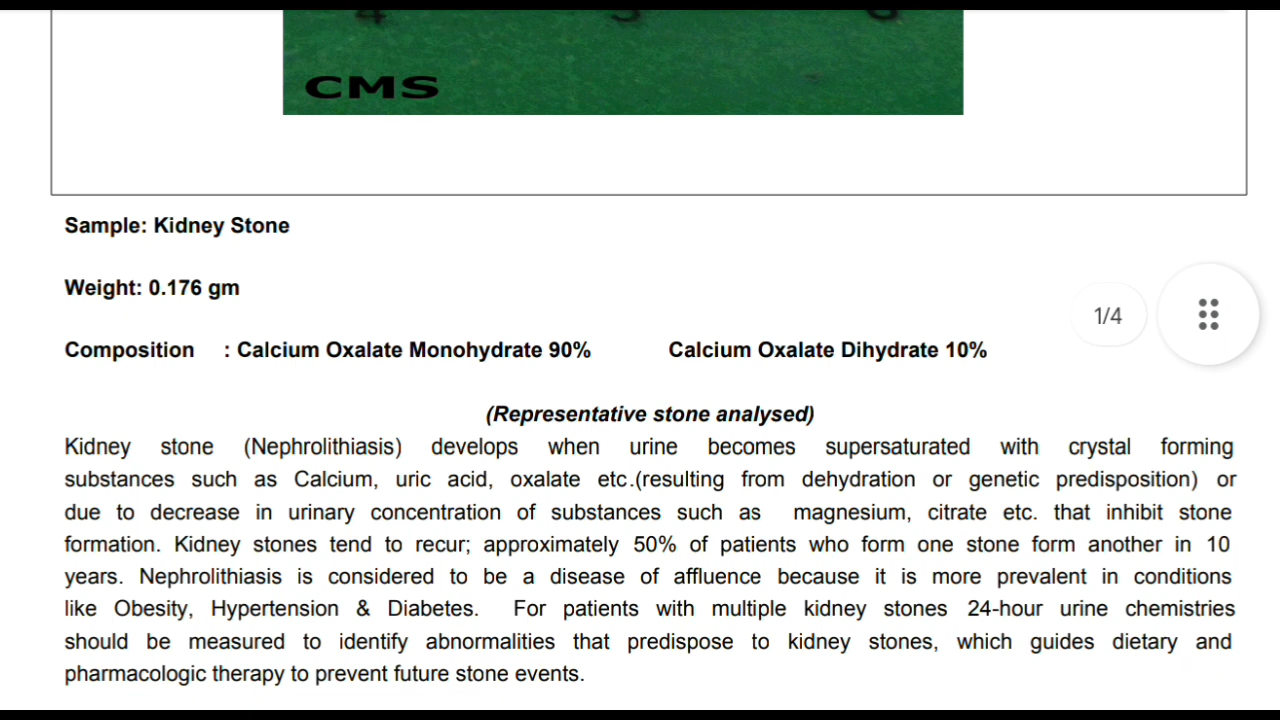 CMS
Sample: Kidney Stone
Weight: 0.176 gm
1/4
Composition : Calcium Oxalate Monohydrate 90% Calcium Oxalate Dihydrate 10%
(Representative stone analysed)
Kidney stone (Nephrolithiasis) develops when urine becomes supersaturated with crystal forming
substances such as Calcium, uric acid, oxalate etc.(resulting from dehydration or genetic predisposition) or
due to decrease in urinary concentration of substances such as magnesium, citrate etc. that inhibit stone
formation. Kidney stones tend to recur; approximately 50% of patients who form one stone form another in 10
years. Nephrolithiasis is considered to be a disease of affluence because it is more prevalent in conditions
like Obesity, Hypertension & Diabetes. For patients with multiple kidney stones 24-hour urine chemistries
should be measured to identify abnormalities that predispose to kidney stones, which guides dietary and
pharmacologic therapy to prevent future stone events.